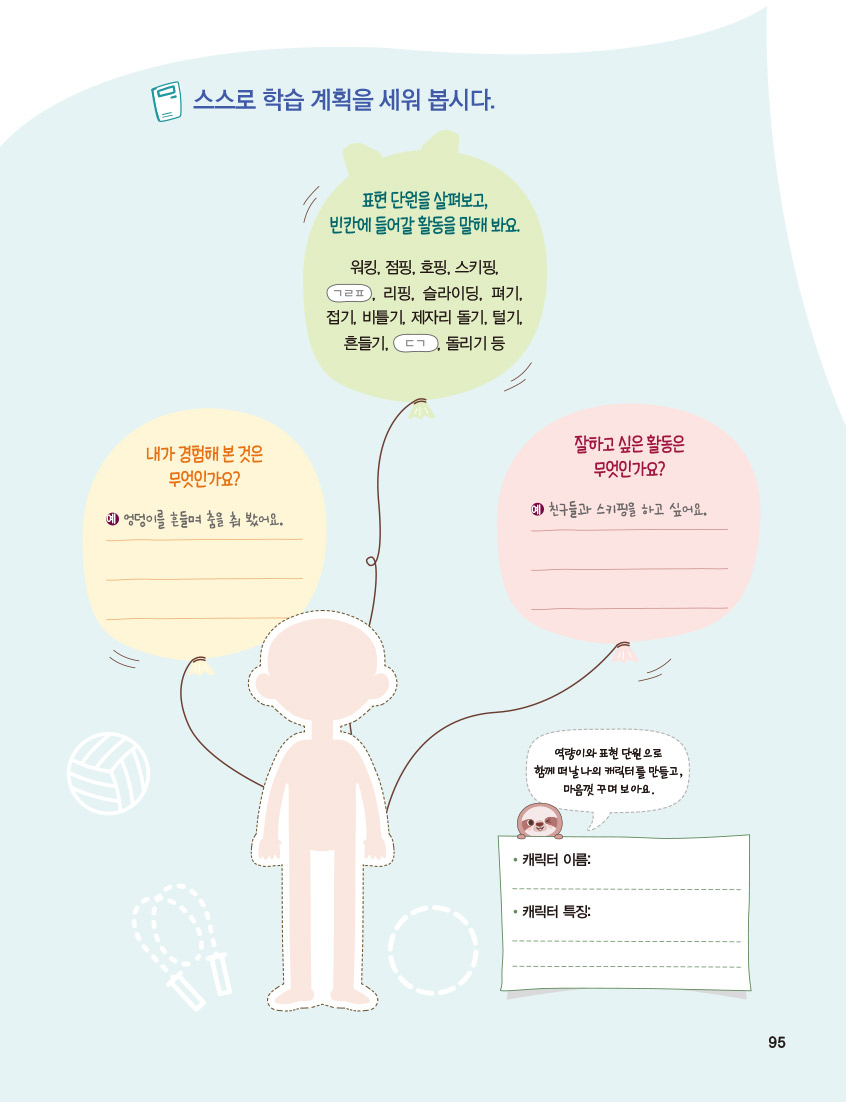 스스로 학습 계획을 세워 봅시다.
표현 단원을 살펴보고,
빈칸에 들어갈 활동을 말해 봐요.
워킹, 점핑, 호핑, 스키핑,
ㄱㄹㅍ, 리핑, 슬라이딩, 펴기,
접기, 비틀기, 제자리 돌기, 털기,
흔들기, ㄷㄱ, 돌리기 등
내가 경험해 본 것은
무엇인가요?
예 엉덩이를 흔들며 춤을 춰 봤어요.
잘하고 싶은 활동은
무엇인가요?
예 친구들과 스키핑을 하고 싶어요.
역량이와 표현 단원으로
함께 떠날 나의 캐릭터를 만들고,
마음껏 꾸며 보아요.
• 캐릭터 이름:
• 캐릭터 특징:
95